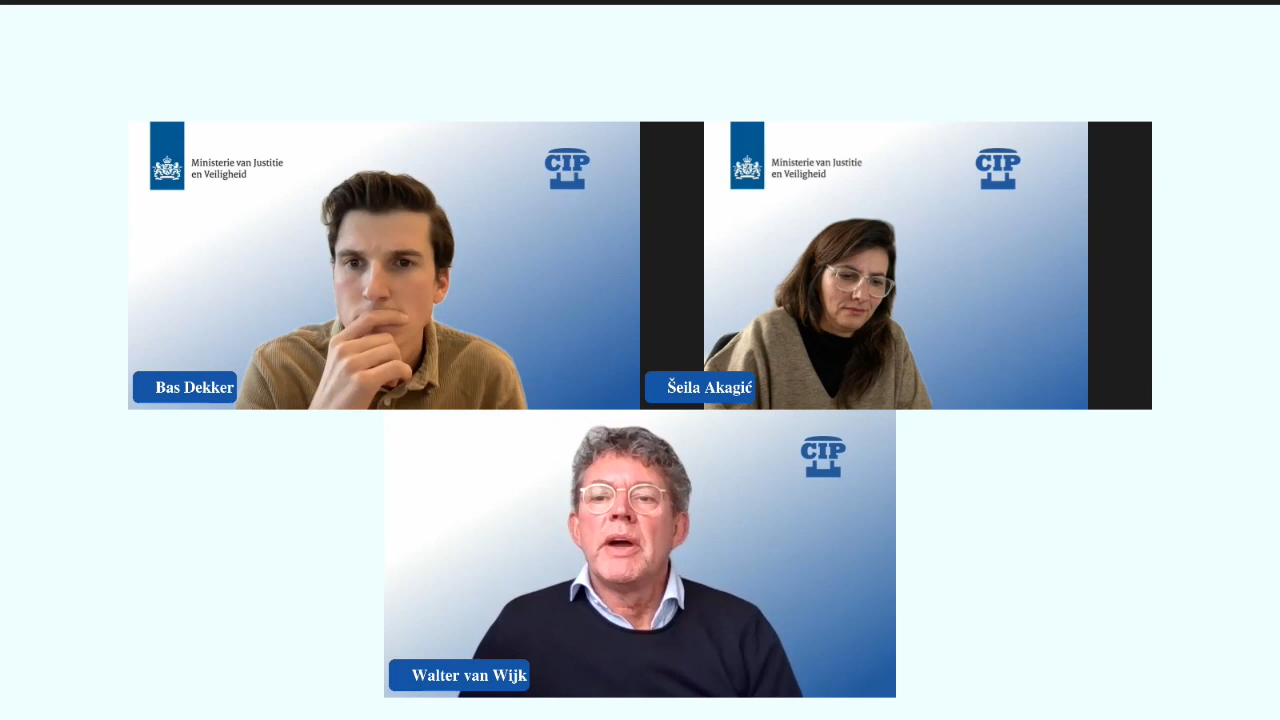 Ministerie van Justitie
en Veiligheid
CIP
Bas Dekker
Ministerie van Justitie
en Veiligheid
CIP
Šeila Akagić
CIP
Walter van Wijk